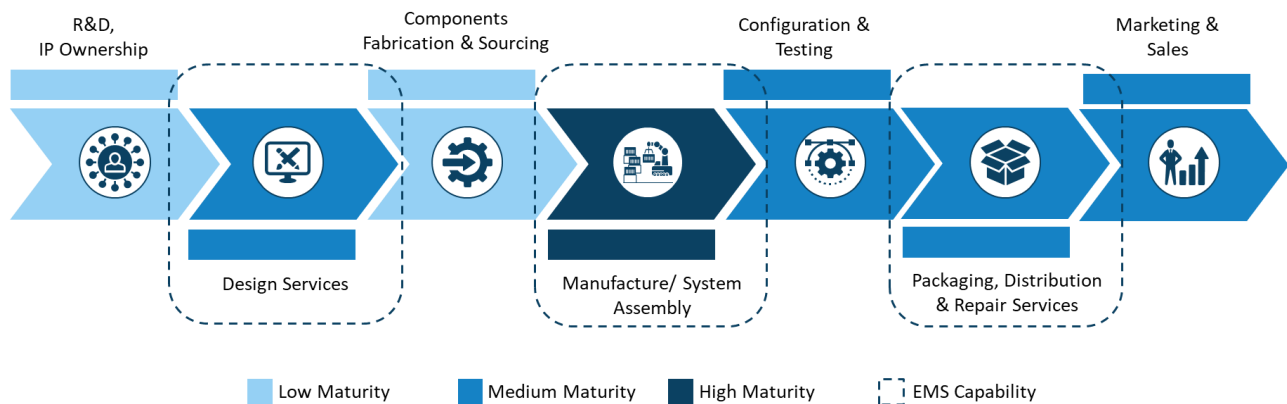 R&D,
IP Ownership
Components
Fabrication & Sourcing
Configuration &
Testing
Marketing &
Sales
Design Services
Manufacture/ System
Assembly
Packaging, Distribution
& Repair Services
Low Maturity
Medium Maturity
High Maturity
EMS Capability